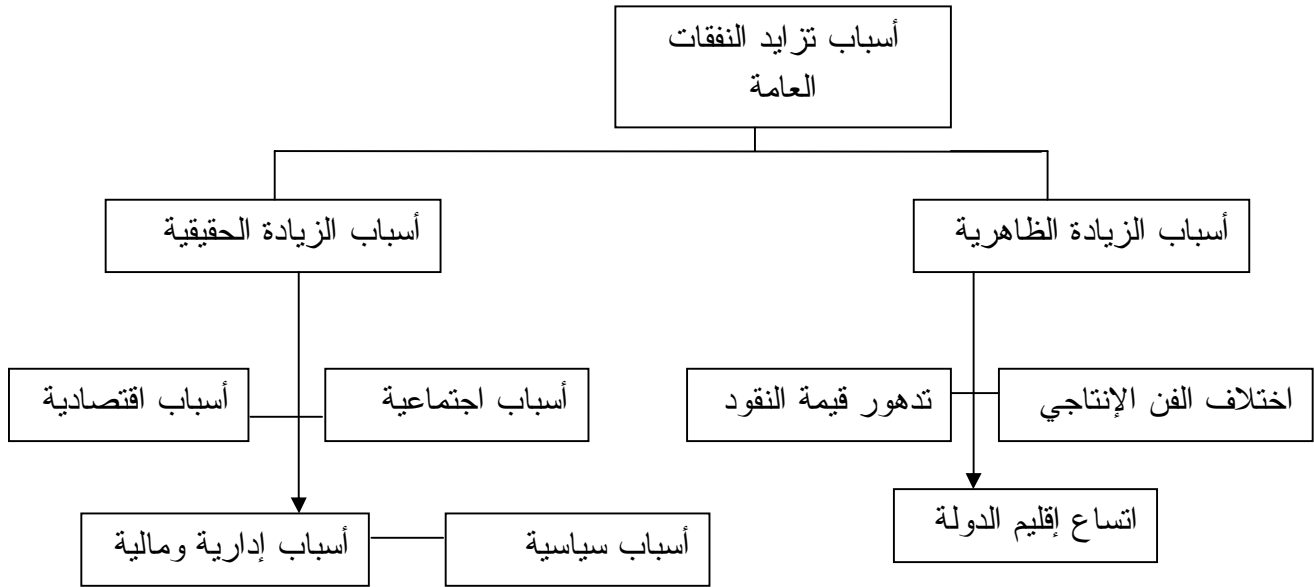 أسباب تزايد النفقات
العامة
أسباب الزيادة الظاهرية
أسباب الزيادة الحقيقية
اختلاف الفن الإنتاجي
تدهور قيمة النقود
أسباب اجتماعية
أسباب اقتصادية
اتساع إقليم الدولة
أسباب سياسية
أسباب إدارية ومالية